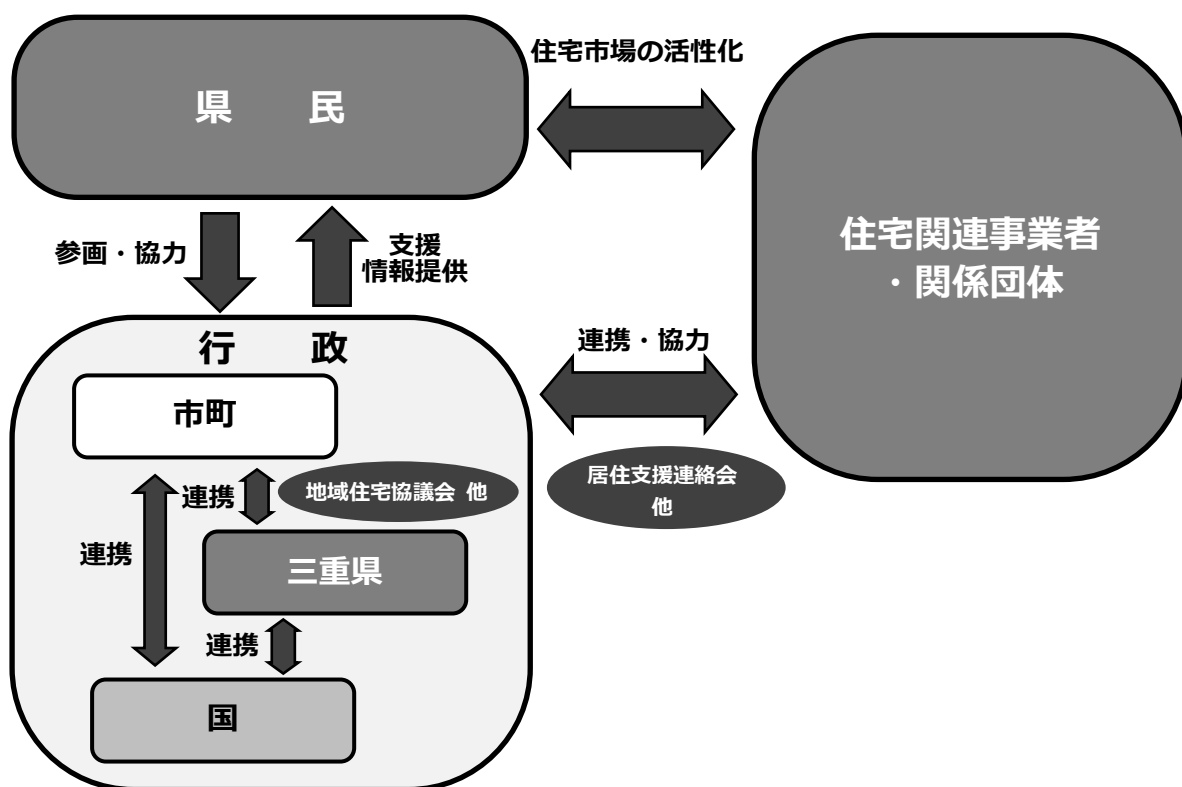 住宅市場の活性化
県 民
住宅関連事業者
・関係団体
参画・協力
支援
情報提供
行 政
連携・協力
市町
連携
地域住宅協議会 他
居住支援連絡会
他
連携
三重県
連携
国